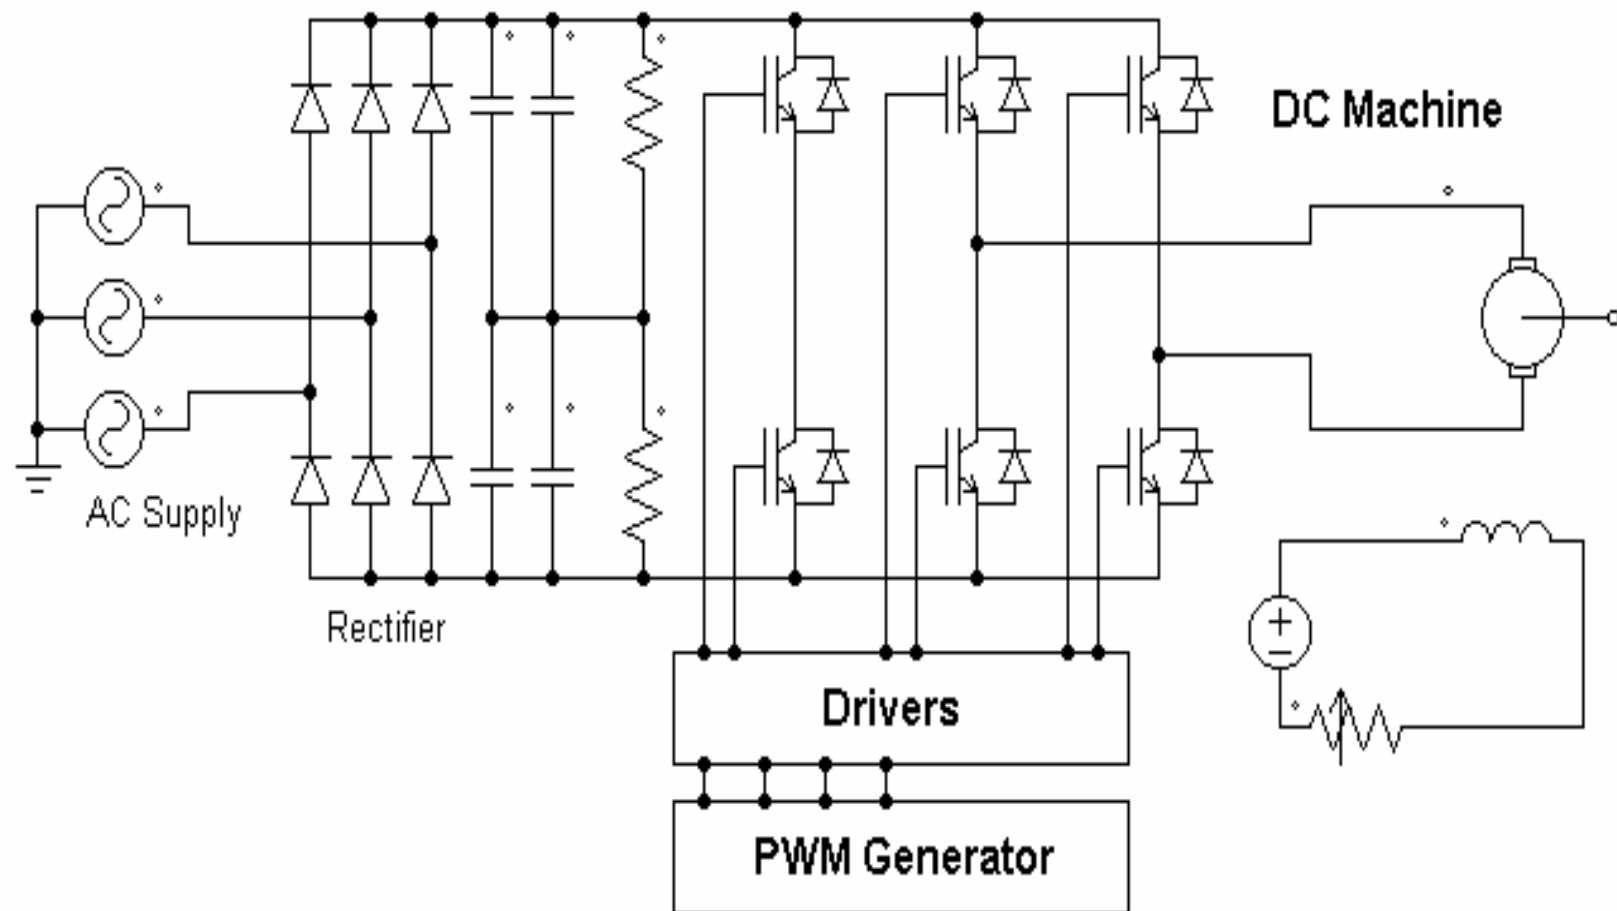 DC Machine
AC Supply
Rectifier
Drivers
PWM Generator